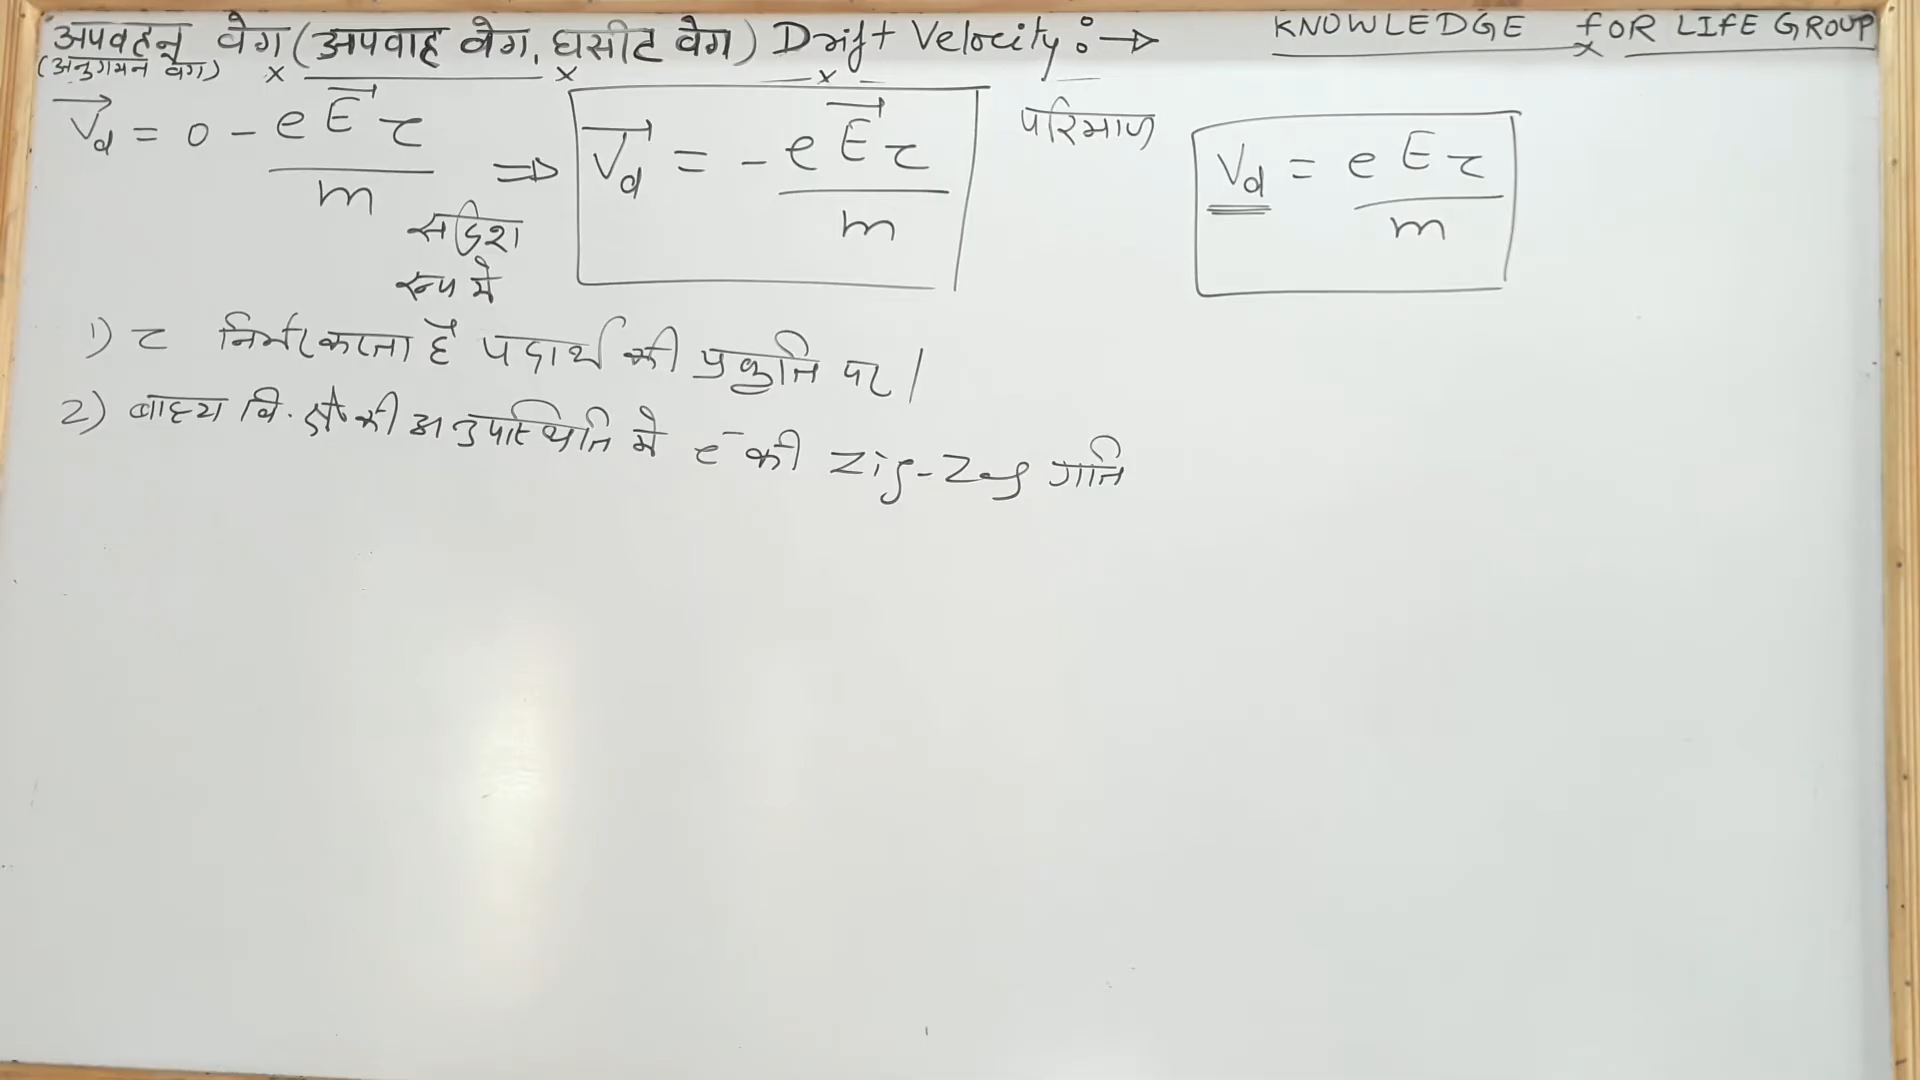 अपवहन वेग (अपवाह वेग, घसीट वेग) Drift Velocity :→ KNOWLEDGE fOR LIFE GROUP
(अनुगमन वेग)
V⃗d = 0 - eE⃗τ/m ⇒ V⃗d = -eE⃗τ/m परिमाण Vd = eEτ/m
सदिश
रूप में
1) τ निर्भर करता है पदार्थ की प्रकृति पर।
2) बाह्य वि. क्षे० की अनुपस्थिति में e⁻ की Zig-Zag गति